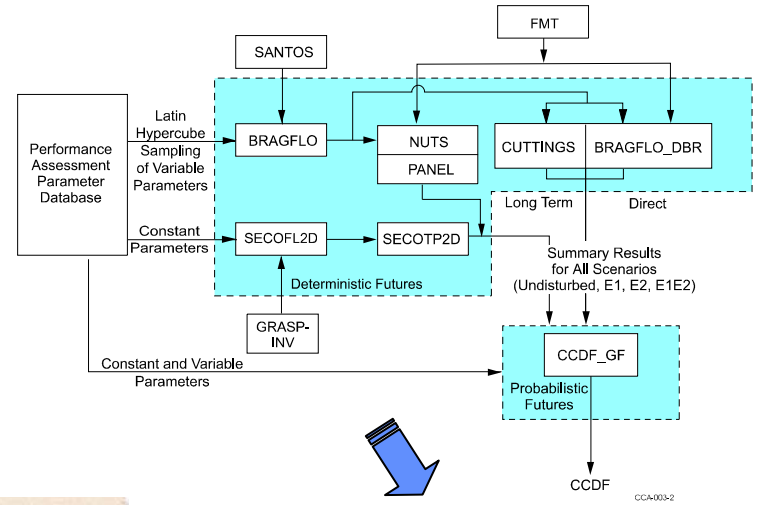 FMT
SANTOS
Latin
Hypercube
Sampling
of Variable
Parameters
Performance
Assessment
Parameter
Database
BRAGFLO
NUTS
PANEL
CUTTINGS
BRAGFLO_DBR
Long Term
Direct
Constant
Parameters
SECOFL2D
SECOTP2D
Summary Results
for All Scenarios
(Undisturbed, E1, E2, E1E2)
Deterministic Futures
GRASP-
INV
Constant and Variable
Parameters
CCDF_GF
Probabilistic
Futures
CCDF
CCA-003-2